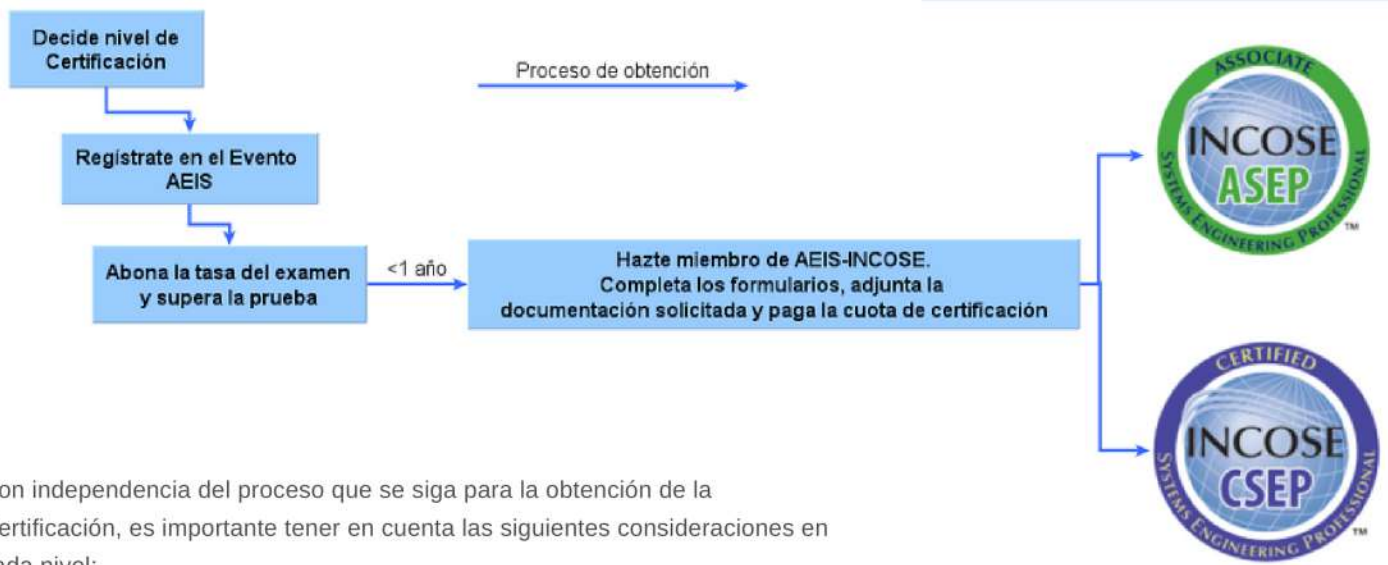 Decide nivel de
Certificación
Proceso de obtención
Regístrate en el Evento
AEIS
Abona la tasa del examen
y supera la prueba
<1 año
Hazte miembro de AEIS-INCOSE.
Completa los formularios, adjunta la
documentación solicitada y paga la cuota de certificación
ASSOCIATE
INCOSE
ASEP
SYSTEMS ENGINEERING PROFESSIONAL
TM
CERTIFIED
INCOSE
CSEP
SYSTEMS ENGINEERING PROFESSIONAL
TM
on independencia del proceso que se siga para la obtención de la
ertificación, es importante tener en cuenta las siguientes consideraciones en
ada nivel: